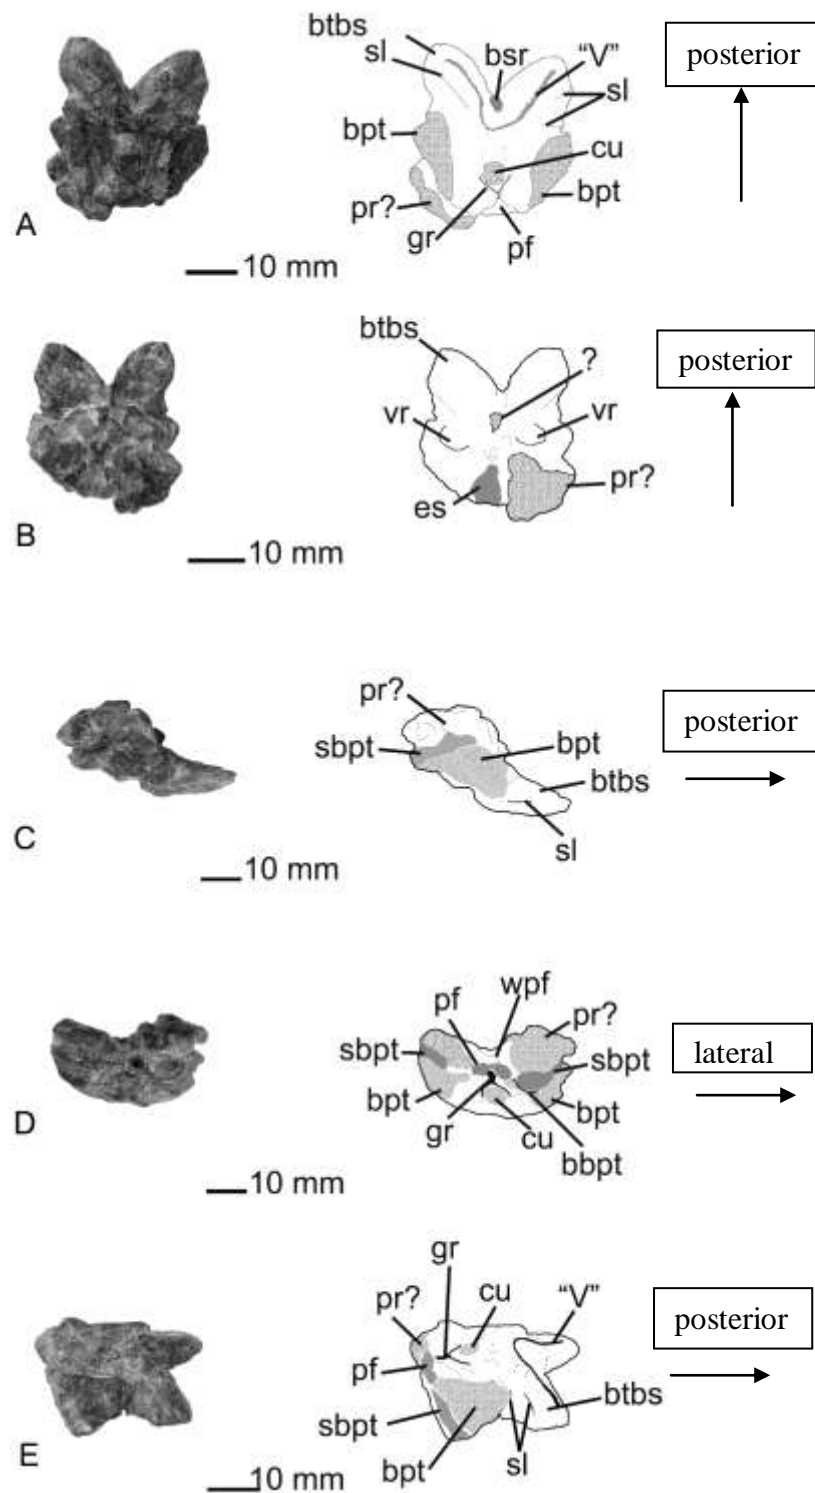 btbs
sl
bsr
“V”
sl
bpt
cu
pr?
gr
pf
bpt
posterior
A
10 mm
btbs
?
vr
vr
es
pr?
posterior
B
10 mm
pr?
sbpt
bpt
btbs
sl
posterior
C
10 mm
wpf
pf
pr?
sbpt
sbpt
bpt
gr
cu
bpt
bbpt
lateral
D
10 mm
gr
pr?
cu
“V”
pf
sbpt
bpt
sl
btbs
posterior
E
10 mm